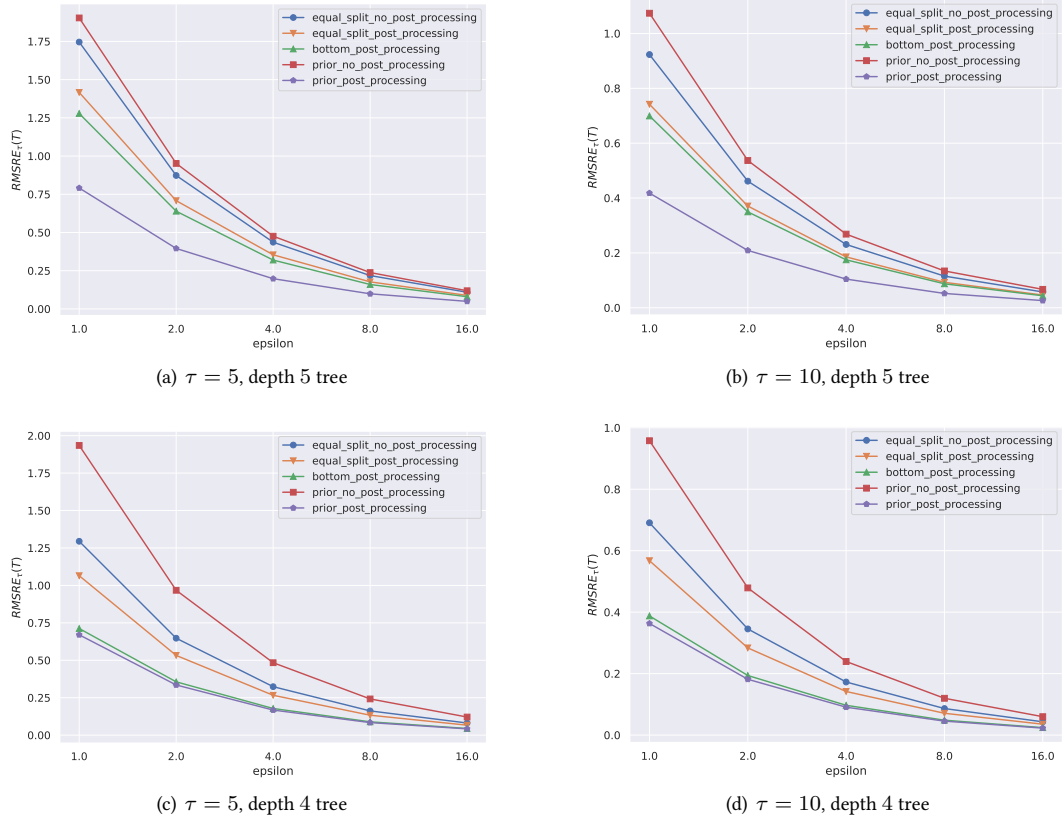 equal_split_no_post_processing
equal_split_post_processing
bottom_post_processing
prior_no_post_processing
prior_post_processing
1.75
1.50
1.25
1.00
0.75
0.50
0.25
0.00
RMSRE_τ(T)
1.0 2.0 4.0 8.0 16.0
epsilon
(a) τ = 5, depth 5 tree
equal_split_no_post_processing
equal_split_post_processing
bottom_post_processing
prior_no_post_processing
prior_post_processing
1.0
0.8
0.6
0.4
0.2
0.0
RMSRE_τ(T)
1.0 2.0 4.0 8.0 16.0
epsilon
(b) τ = 10, depth 5 tree
equal_split_no_post_processing
equal_split_post_processing
bottom_post_processing
prior_no_post_processing
prior_post_processing
2.00
1.75
1.50
1.25
1.00
0.75
0.50
0.25
0.00
RMSRE_τ(T)
1.0 2.0 4.0 8.0 16.0
epsilon
(c) τ = 5, depth 4 tree
equal_split_no_post_processing
equal_split_post_processing
bottom_post_processing
prior_no_post_processing
prior_post_processing
1.0
0.8
0.6
0.4
0.2
0.0
RMSRE_τ(T)
1.0 2.0 4.0 8.0 16.0
epsilon
(d) τ = 10, depth 4 tree